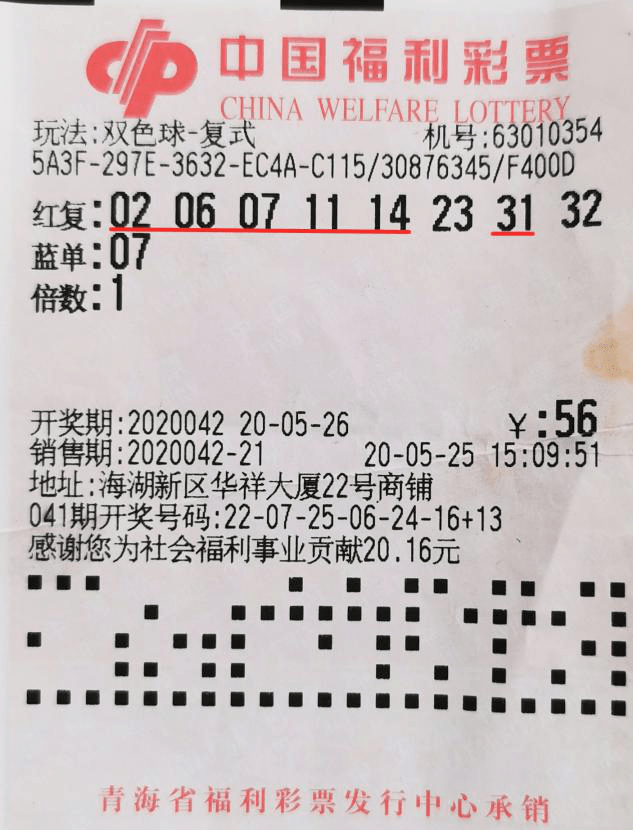 中国福利彩票
CHINA WELFARE LOTTERY
玩法:双色球-复式 机号:63010354
5A3F-297E-3632-EC4A-C115/30876345/F400D
红复:02 06 07 11 14 23 31 32
蓝单:07
倍数:1
开奖期:2020042 20-05-26 ¥:56
销售期:2020042-21 20-05-25 15:09:51
地址:海湖新区华祥大厦22号商铺
041期开奖号码:22-07-25-06-24-16+13
感谢您为社会福利事业贡献20.16元
青海省福利彩票发行中心承销